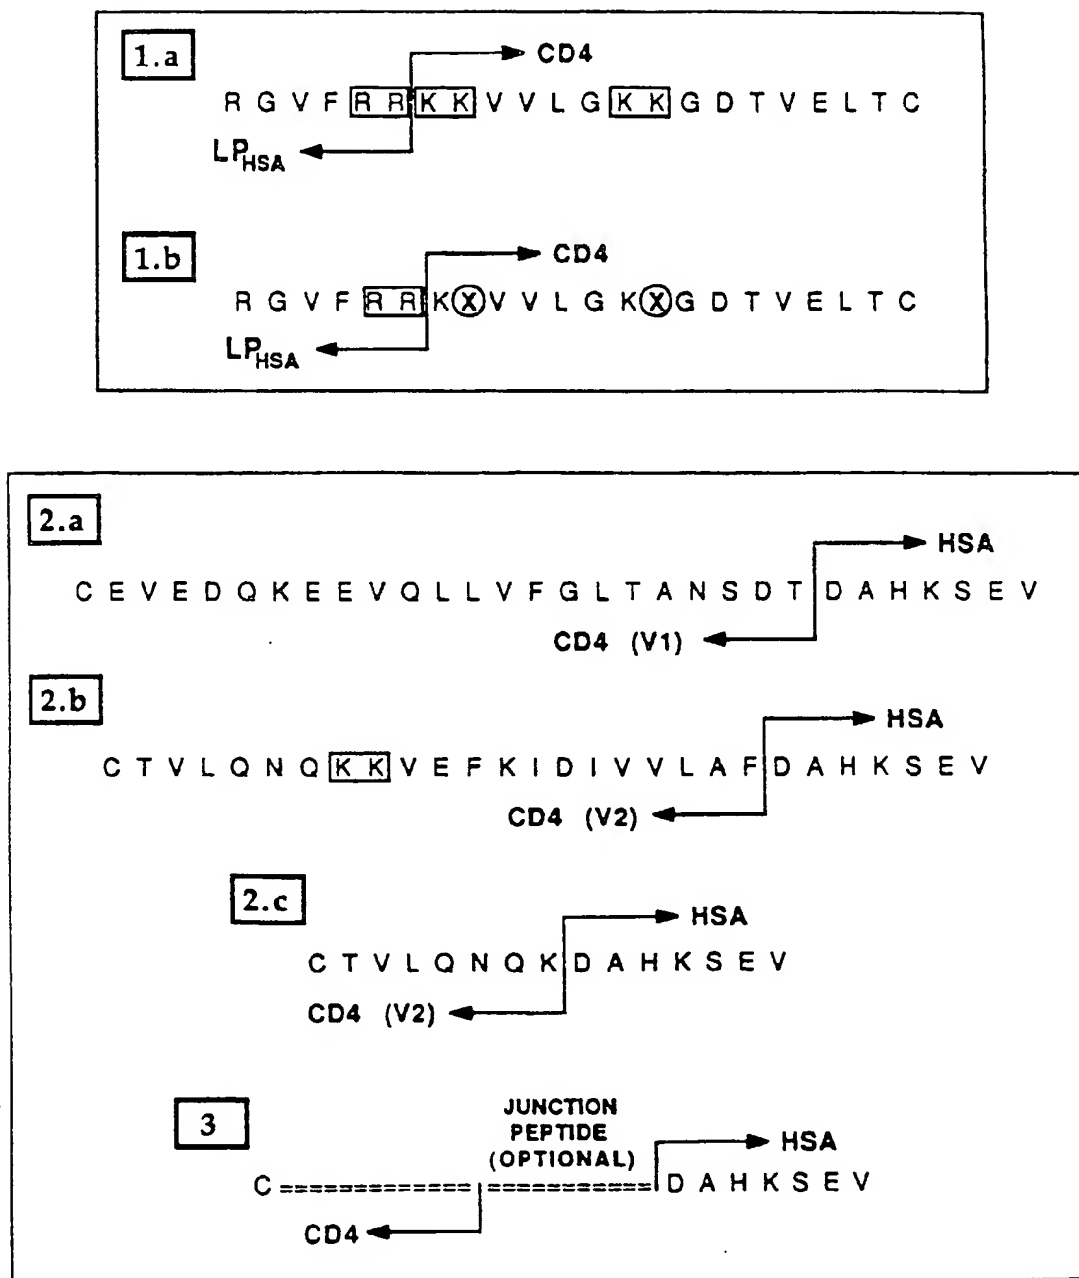 1.a
CD4
R G V F R R K K V V L G K K G D T V E L T C
LPHSA
1.b
CD4
R G V F R R K X V V L G K X G D T V E L T C
LPHSA
2.a
HSA
C E V E D Q K E E V Q L L V F G L T A N S D T D A H K S E V
CD4 (V1)
2.b
HSA
C T V L Q N Q K K V E F K I D I V V L A F D A H K S E V
CD4 (V2)
2.c
HSA
C T V L Q N Q K D A H K S E V
CD4 (V2)
3
JUNCTION
PEPTIDE
(OPTIONAL)
HSA
C ============= =========== D A H K S E V
CD4